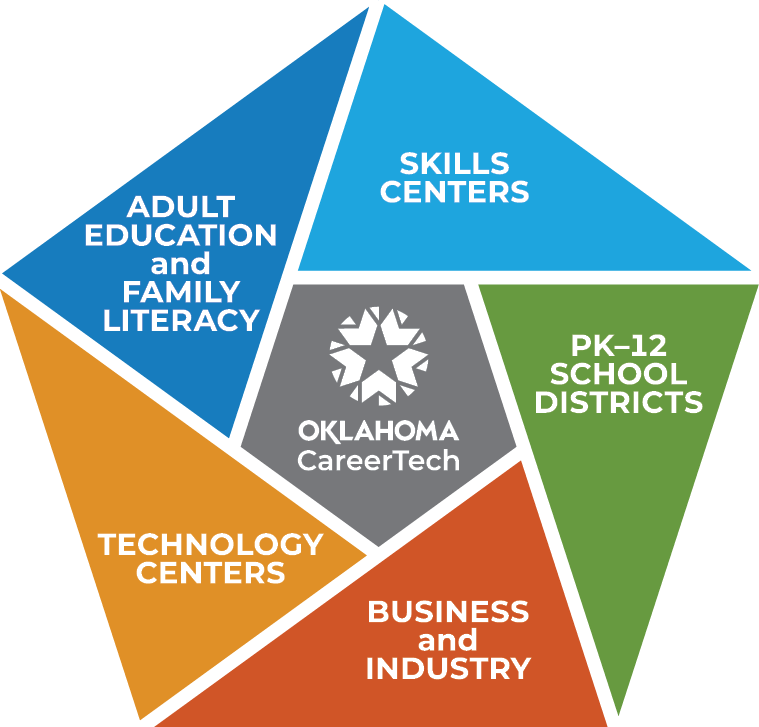 SKILLS
CENTERS
ADULT
EDUCATION
and
FAMILY
LITERACY
PK–12
SCHOOL
DISTRICTS
OKLAHOMA
CareerTech
TECHNOLOGY
CENTERS
BUSINESS
and
INDUSTRY